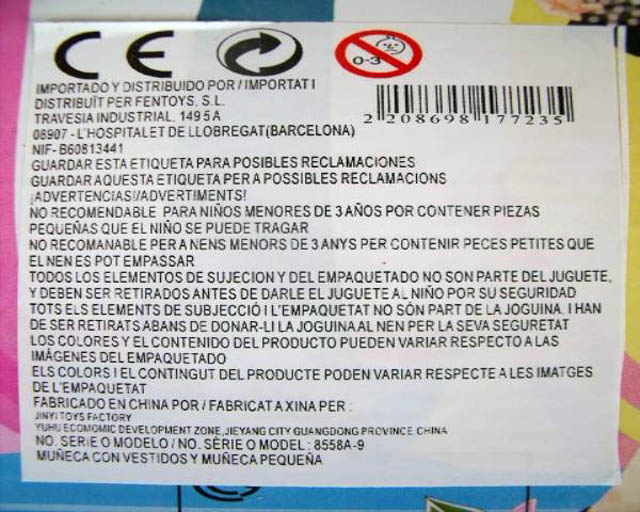 CE
0-3
IMPORTADO Y DISTRIBUIDO POR / IMPORTAT I
DISTRIBUÏT PER FENTOYS, S.L.
TRAVESIA INDUSTRIAL. 149 5 A
08907 - L'HOSPITALET DE LLOBREGAT (BARCELONA)
NIF- B60813441
2 208698 177235
GUARDAR ESTA ETIQUETA PARA POSIBLES RECLAMACIONES
GUARDAR AQUESTA ETIQUETA PER A POSSIBLES RECLAMACIONS
¡ADVERTENCIAS!/ADVERTIMENTS!
NO RECOMENDABLE PARA NIÑOS MENORES DE 3 AÑOS POR CONTENER PIEZAS
PEQUEÑAS QUE EL NIÑO SE PUEDE TRAGAR
NO RECOMANABLE PER A NENS MENORS DE 3 ANYS PER CONTENIR PECES PETITES QUE
EL NEN ES POT EMPASSAR
TODOS LOS ELEMENTOS DE SUJECION Y DEL EMPAQUETADO NO SON PARTE DEL JUGUETE,
Y DEBEN SER RETIRADOS ANTES DE DARLE EL JUGUETE AL NIÑO POR SU SEGURIDAD
TOTS ELS ELEMENTS DE SUBJECCIÓ I L'EMPAQUETAT NO SÓN PART DE LA JOGUINA, I HAN
DE SER RETIRATS ABANS DE DONAR-LI LA JOGUINA AL NEN PER LA SEVA SEGURETAT
LOS COLORES Y EL CONTENIDO DEL PRODUCTO PUEDEN VARIAR RESPECTO A LAS
IMÁGENES DEL EMPAQUETADO
ELS COLORS I EL CONTINGUT DEL PRODUCTE PODEN VARIAR RESPECTE A LES IMATGES
DE L'EMPAQUETAT
FABRICADO EN CHINA POR / FABRICAT A XINA PER :
JINYI TOYS FACTORY
YUHU ECOMOMIC DEVELOPMENT ZONE, JIEYANG CITY GUANGDONG PROVINCE CHINA
NO. SERIE O MODELO / NO. SÈRIE O MODEL : 8558A-9
MUÑECA CON VESTIDOS Y MUÑECA PEQUEÑA